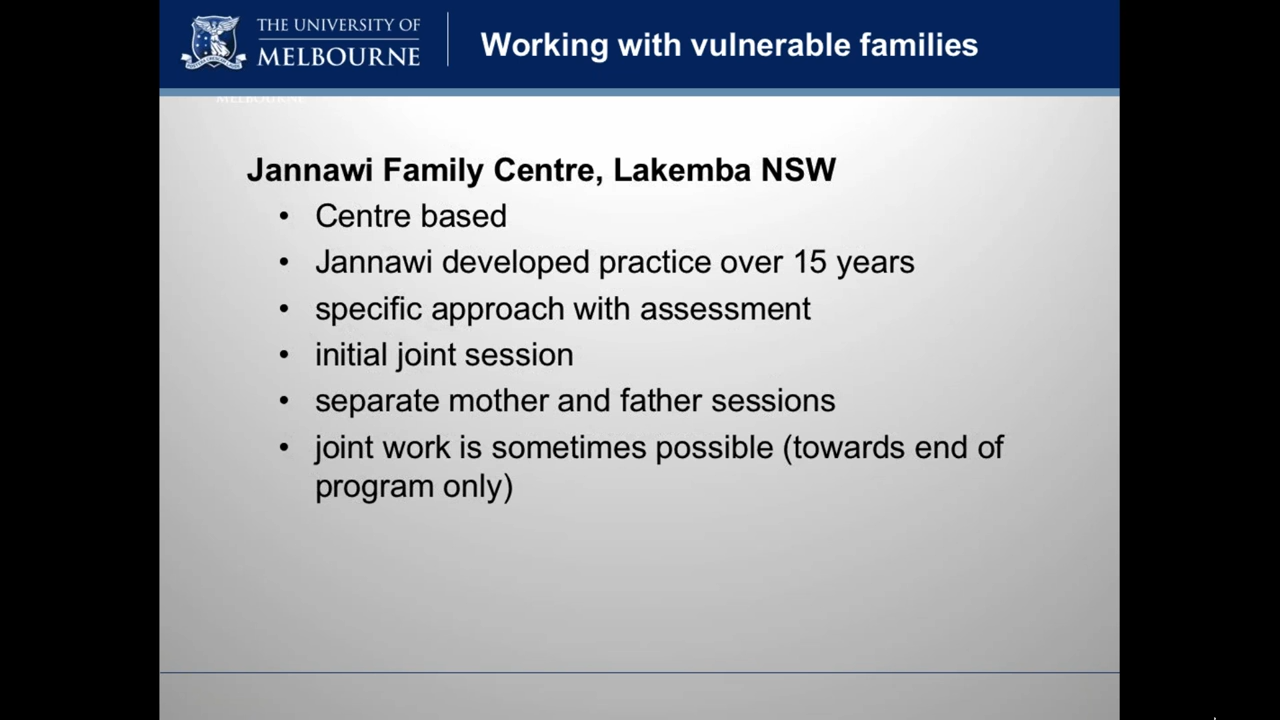 THE UNIVERSITY OF
MELBOURNE
Working with vulnerable families
MELBOURNE
Jannawi Family Centre, Lakemba NSW
• Centre based
• Jannawi developed practice over 15 years
• specific approach with assessment
• initial joint session
• separate mother and father sessions
• joint work is sometimes possible (towards end of
program only)